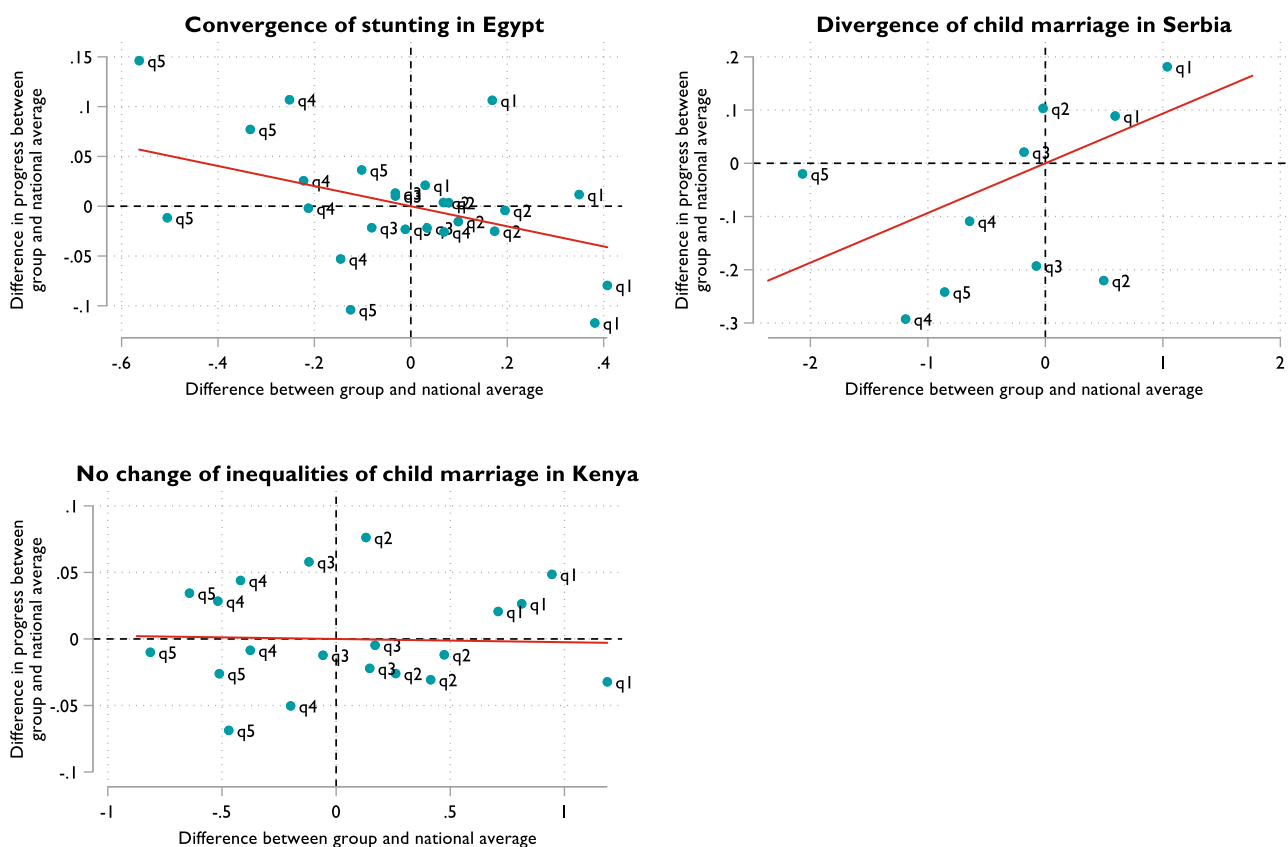 Convergence of stunting in Egypt
Difference in progress between
group and national average
.15
.1
.05
0
-.05
-.1
q5
q4
q1
q5
q5
q1
q4
q1
q3
q3
q2
q2
q4
q2
q5
q2
q3
q3
q3
q4
q2
q4
q1
q5
q1
-.6
-.4
-.2
0
.2
.4
Difference between group and national average
Divergence of child marriage in Serbia
Difference in progress between
group and national average
.2
.1
0
-.1
-.2
-.3
q1
q2
q1
q3
q5
q4
q3
q2
q5
q4
-2
-1
0
1
2
Difference between group and national average
No change of inequalities of child marriage in Kenya
Difference in progress between
group and national average
.1
.05
0
-.05
-.1
q2
q3
q4
q1
q5
q4
q1
q1
q3
q5
q4
q3
q2
q3
q5
q2
q2
q1
q4
q5
-1
-.5
0
.5
1
Difference between group and national average